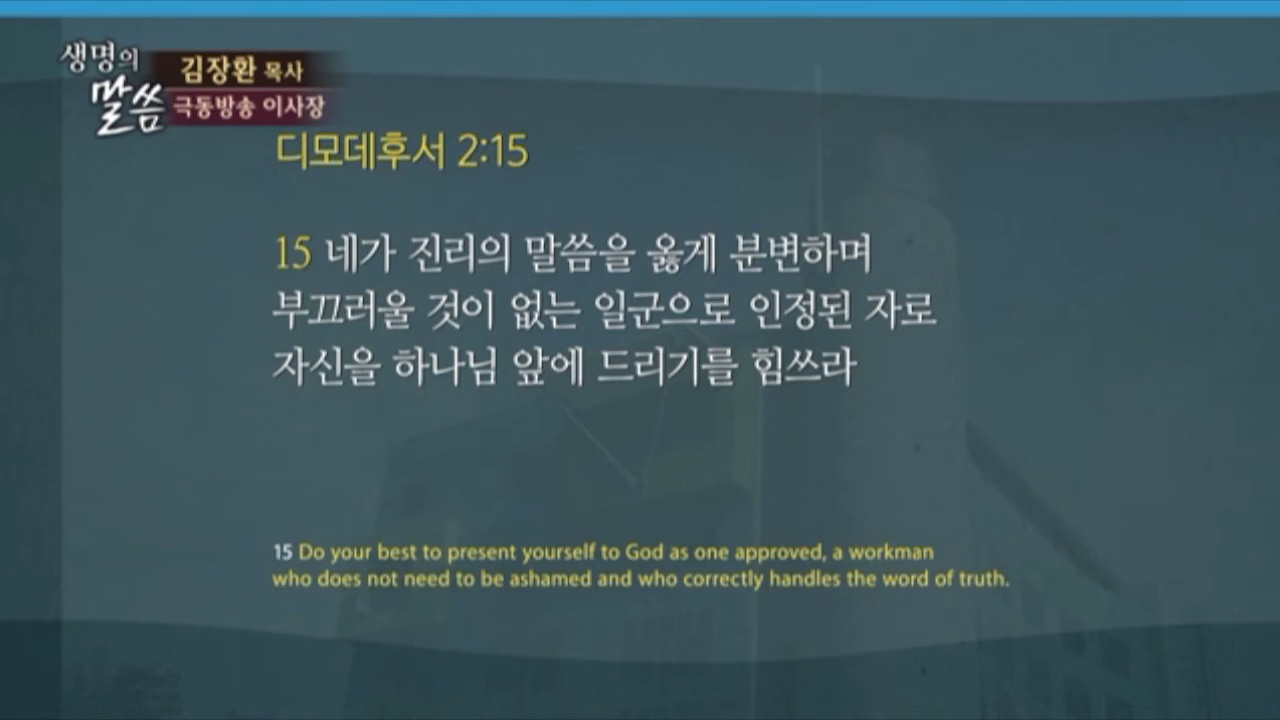 생명의
말씀
김장환 목사
극동방송 이사장
디모데후서 2:15
15 네가 진리의 말씀을 옳게 분변하며
부끄러울 것이 없는 일군으로 인정된 자로
자신을 하나님 앞에 드리기를 힘쓰라
15 Do your best to present yourself to God as one approved, a workman
who does not need to be ashamed and who correctly handles the word of truth.